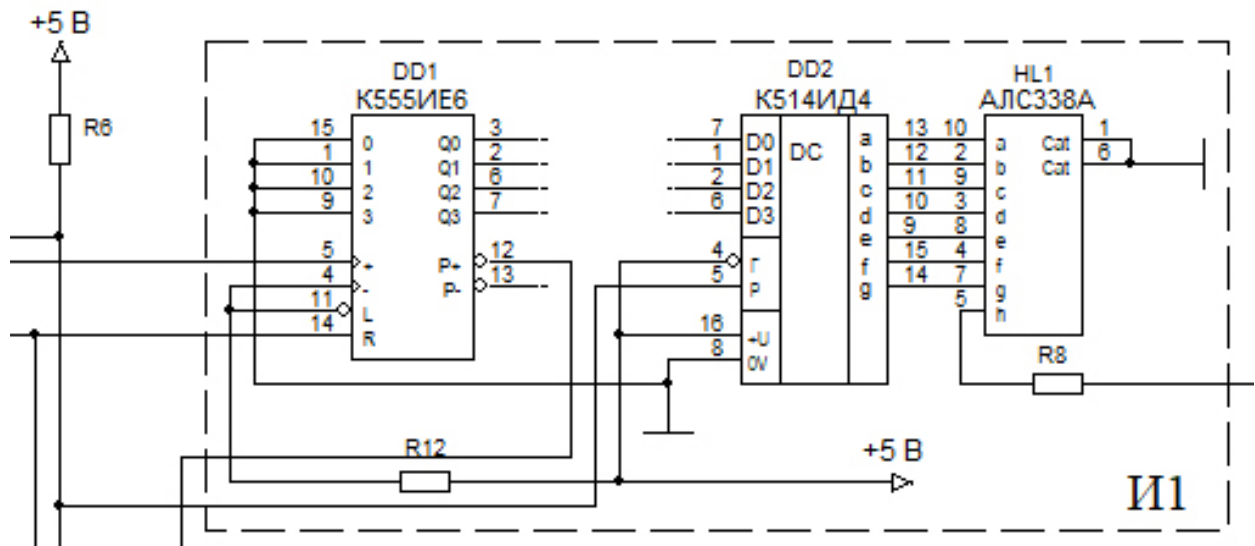 +5 В
R6
DD1
К555ИЕ6
15 0 Q0 3
1 1 Q1 2
10 2 Q2 6
9 3 Q3 7
5 + P+ 12
4 - P- 13
11 L
14 R
DD2
К514ИД4
7 D0 DC a 13
1 D1 b 12
2 D2 c 11
6 D3 d 10
e 9
4 Г f 15
5 P g 14
16 +U
8 0V
HL1
АЛС338А
10 a Cat 1
2 b Cat 6
9 c
3 d
8 e
4 f
7 g
5 h
R8
R12
+5 В
И1